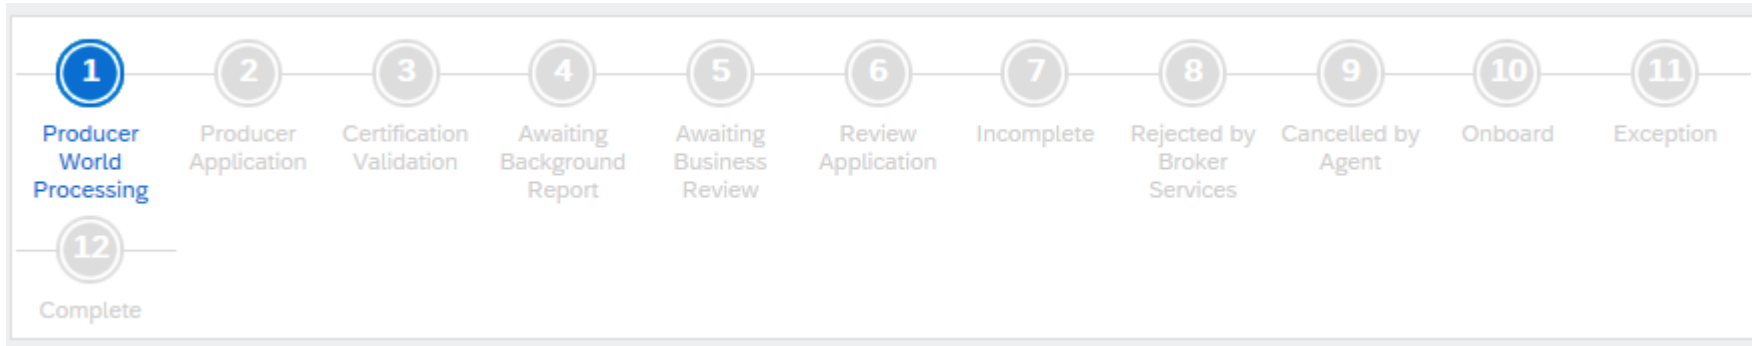 1 2 3 4 5 6 7 8 9 10 11
Producer World Processing
Producer Application
Certification Validation
Awaiting Background Report
Awaiting Business Review
Review Application
Incomplete
Rejected by Broker Services
Cancelled by Agent
Onboard
Exception
12
Complete